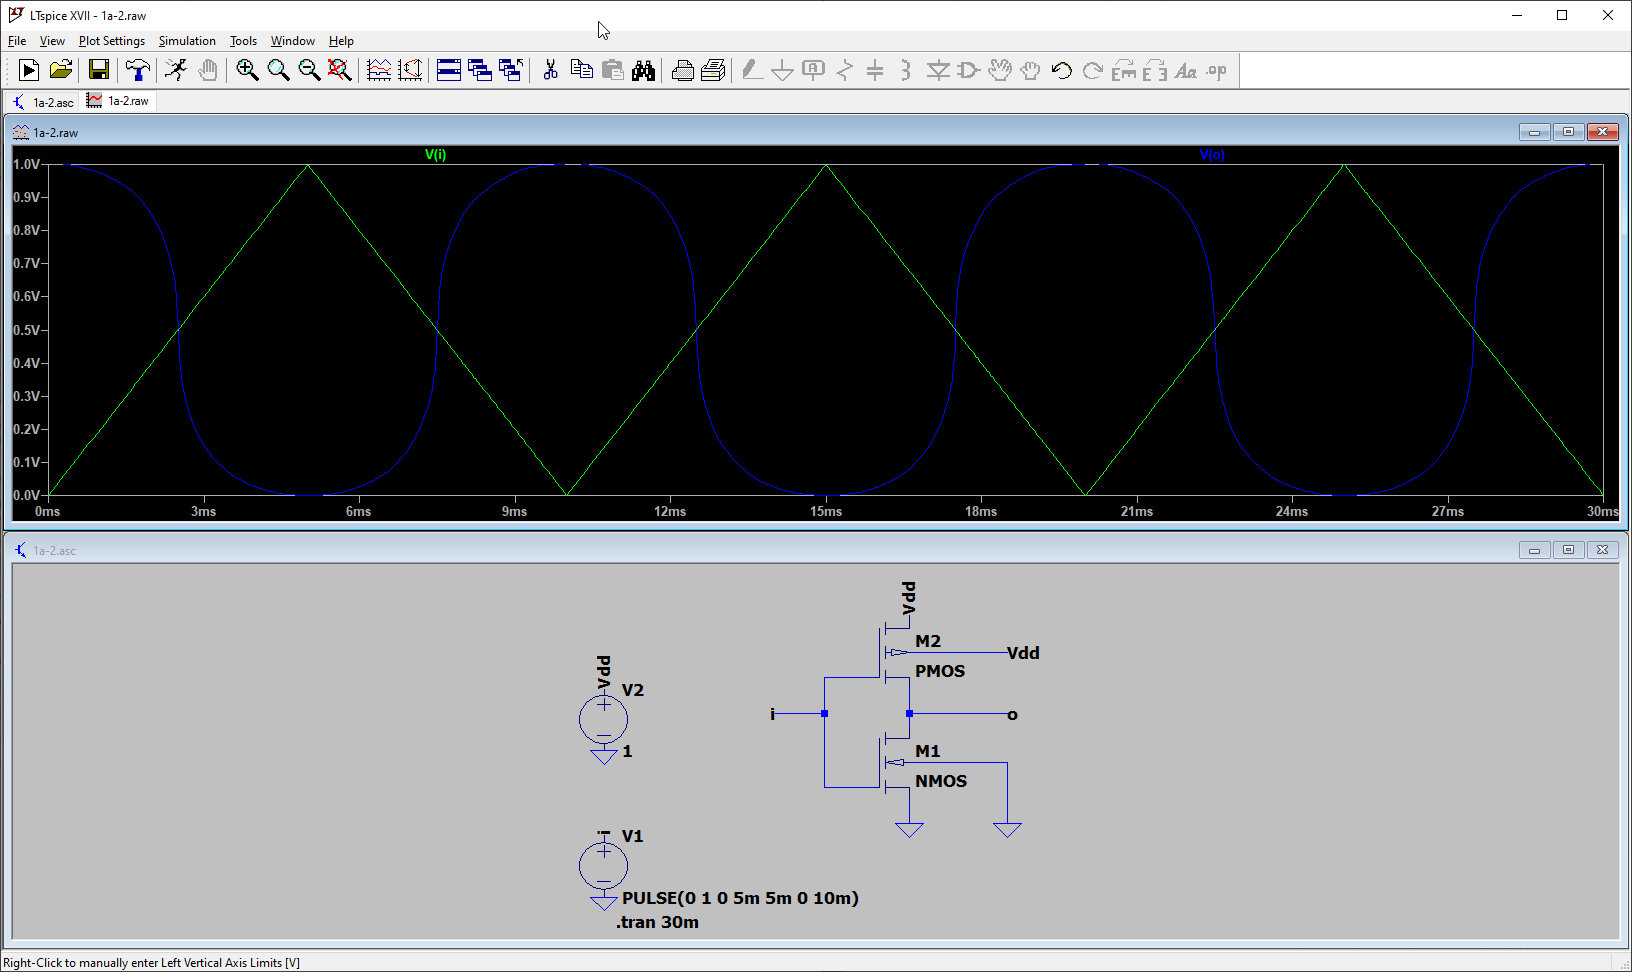 LTspice XVII - 1a-2.raw
File View Plot Settings Simulation Tools Window Help
.op
1a-2.asc 1a-2.raw
1a-2.raw
V(i) V(o)
1.0V
0.9V
0.8V
0.7V
0.6V
0.5V
0.4V
0.3V
0.2V
0.1V
0.0V
0ms 3ms 6ms 9ms 12ms 15ms 18ms 21ms 24ms 27ms 30ms
1a-2.asc
Vdd
M2
Vdd
PMOS
Vdd
V2
1
i
o
M1
NMOS
i
V1
PULSE(0 1 0 5m 5m 0 10m)
.tran 30m
Right-Click to manually enter Left Vertical Axis Limits [V]